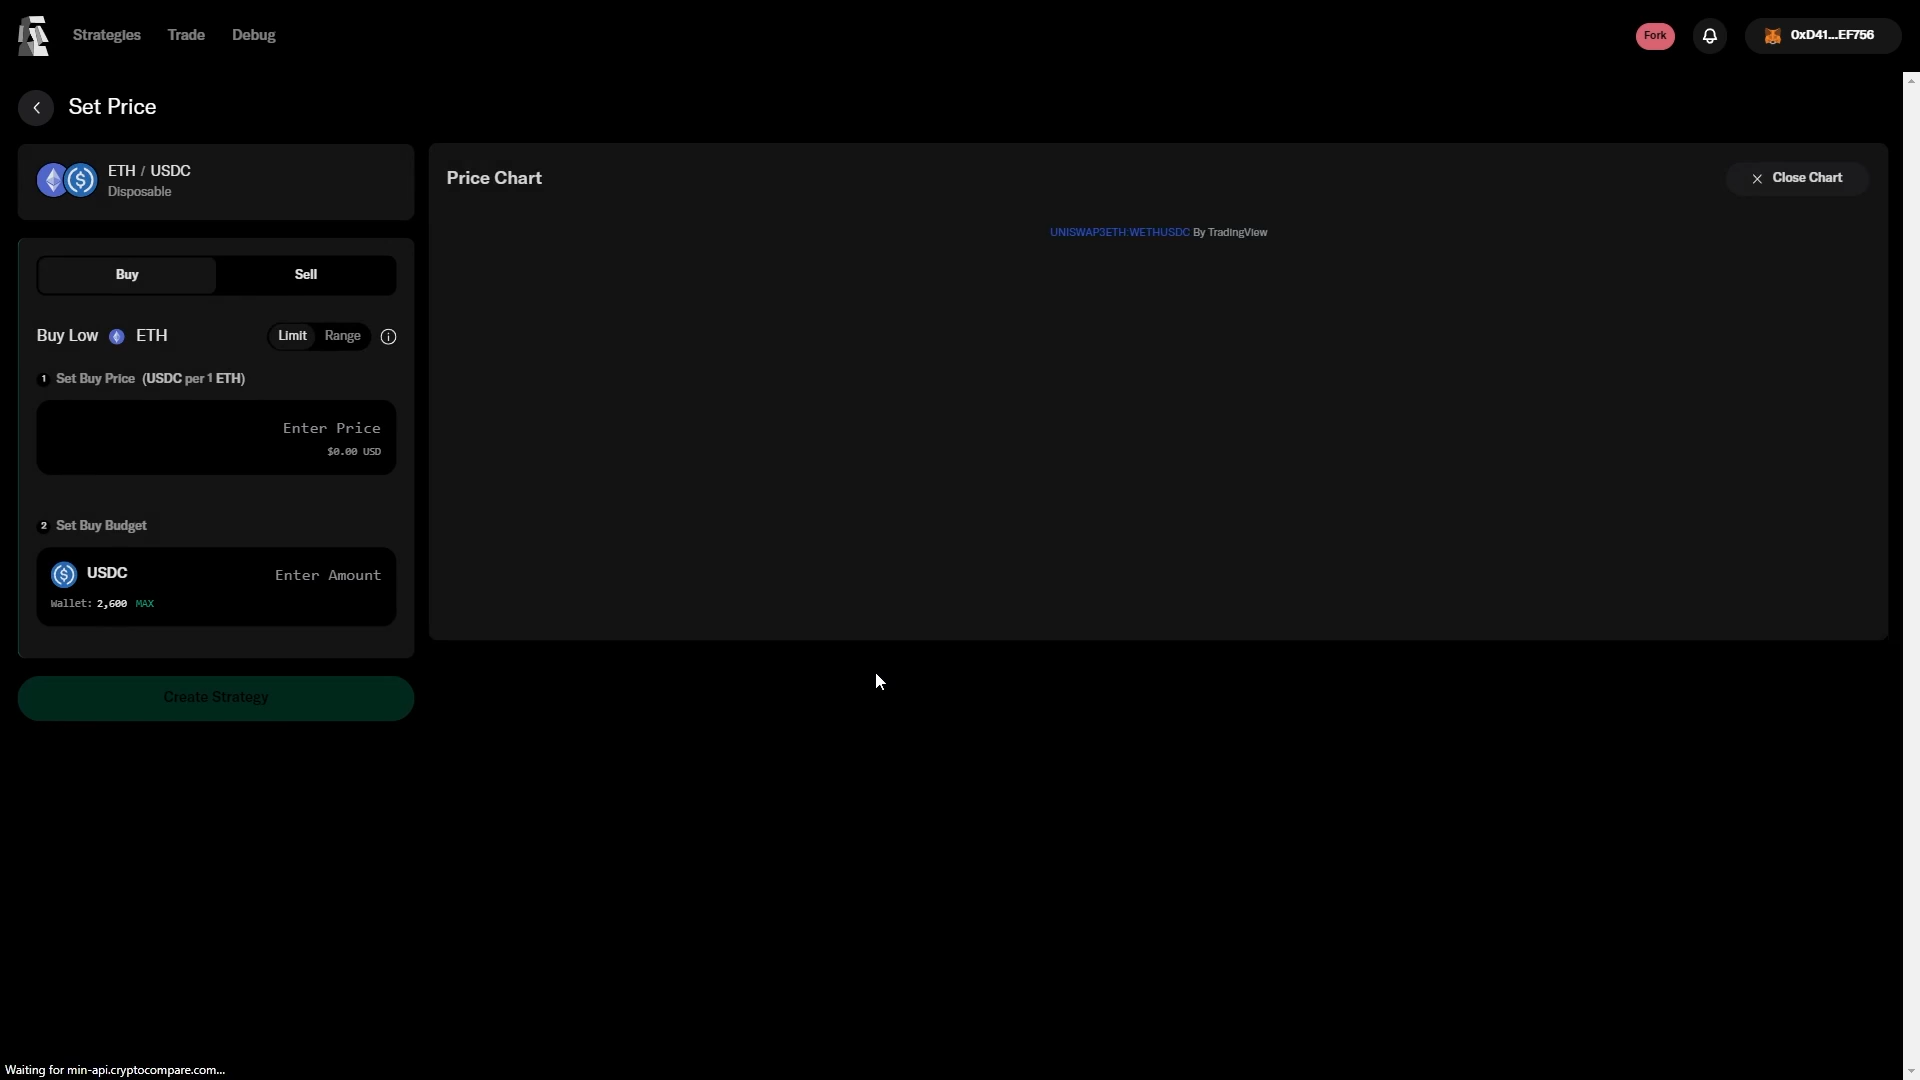 Strategies Trade Debug Fork 0xD41...EF756
Set Price
ETH / USDC
Disposable
Price Chart
Close Chart
UNISWAP3ETH:WETHUSDC By TradingView
Buy Sell
Buy Low ETH Limit Range
1 Set Buy Price (USDC per 1 ETH)
Enter Price
$0.00 USD
2 Set Buy Budget
USDC Enter Amount
Wallet: 2,600 MAX
Create Strategy
Waiting for min-api.cryptocompare.com...